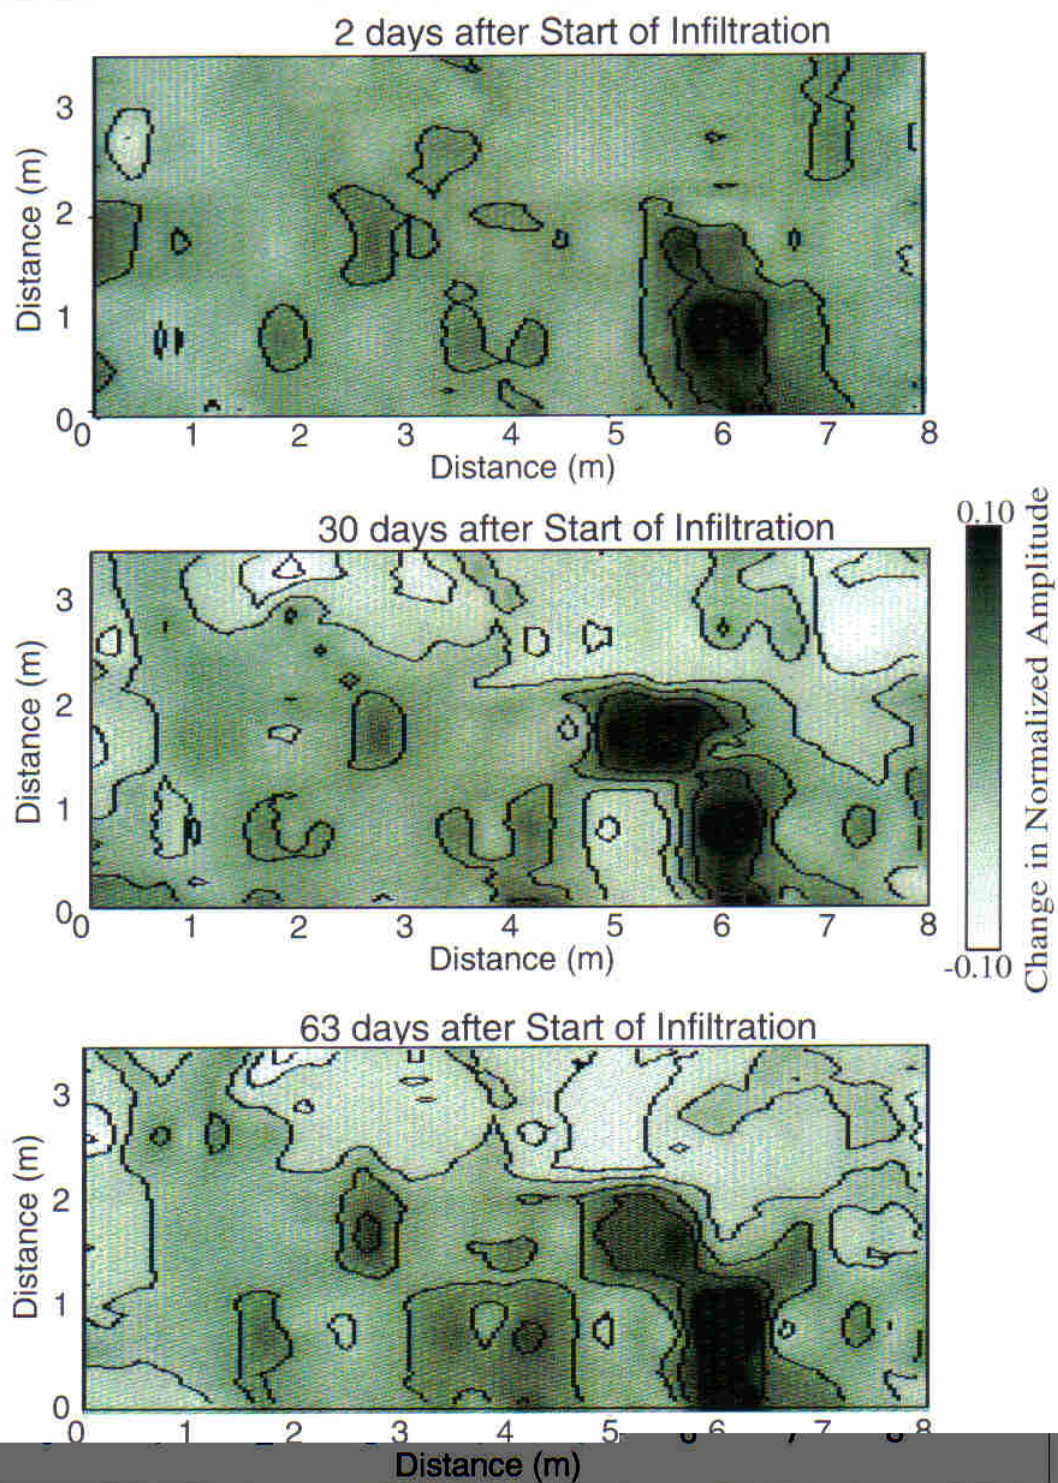 2 days after Start of Infiltration
3
2
1
0
Distance (m)
0 1 2 3 4 5 6 7 8
Distance (m)
30 days after Start of Infiltration
3
2
1
0
Distance (m)
0 1 2 3 4 5 6 7 8
Distance (m)
0.10
-0.10
Change in Normalized Amplitude
63 days after Start of Infiltration
3
2
1
0
Distance (m)
0 1 2 3 4 5 6 7 8
Distance (m)